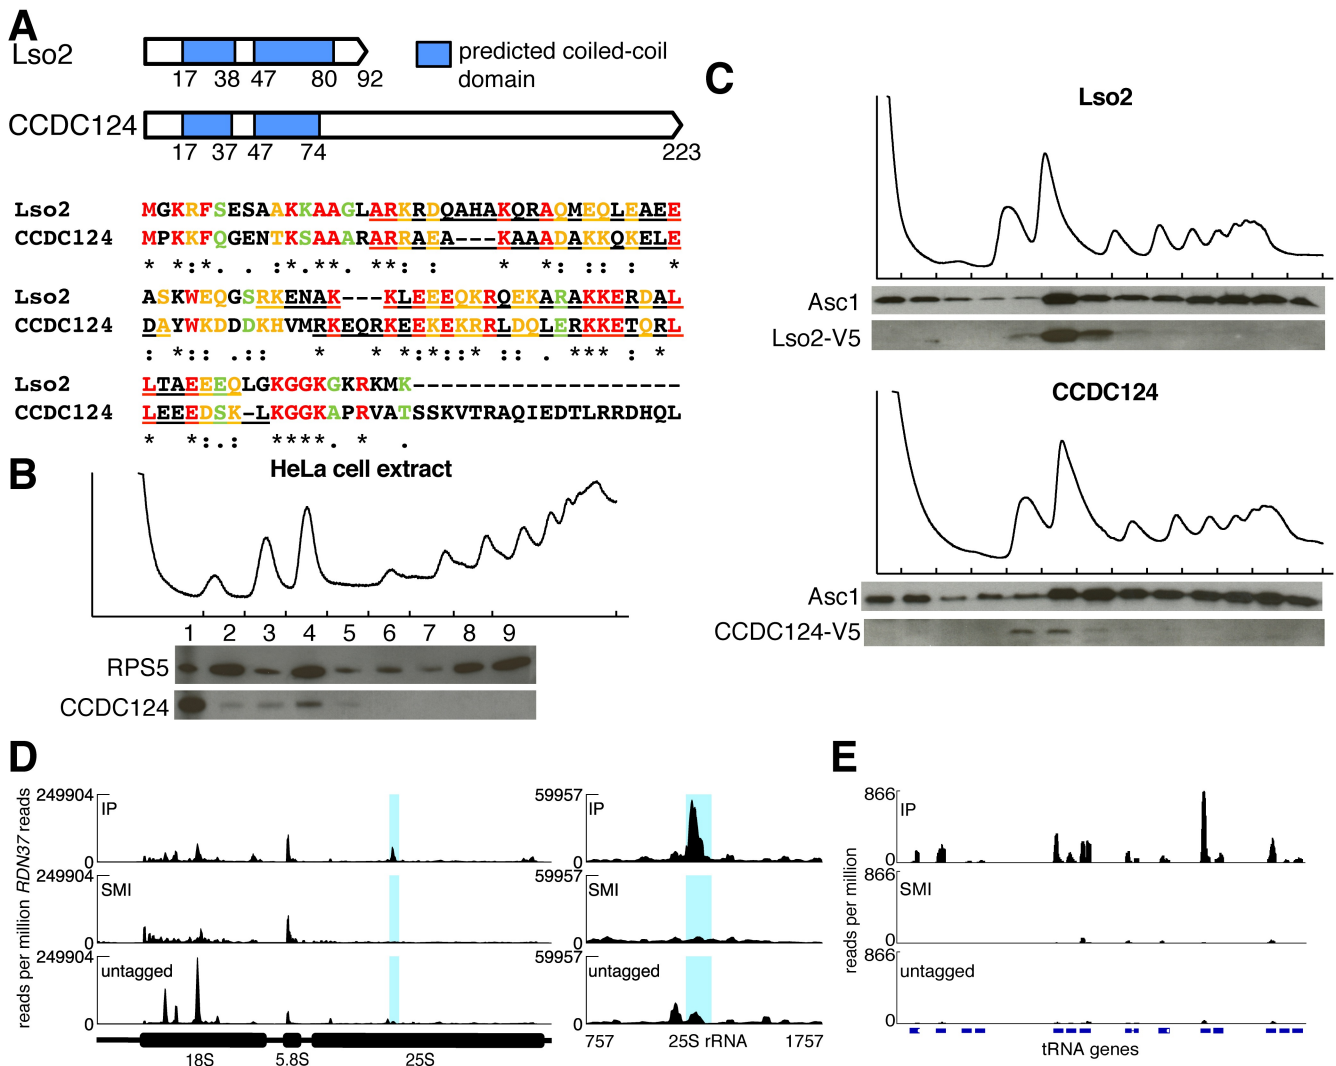 A
Lso2
17 38 47 80 92
predicted coiled-coil
domain
CCDC124
17 37 47 74 223
Lso2 MGKRFSESAAKKAAGLARKRDQAHAKQRAQMEQLEAEE
CCDC124 MPKKFQGENTKSAAARARRAEA---KAAADAKKQKELE
* *:*. . :*.**. **: : * *: : : *
Lso2 ASKWEQGSRKENAK---KLEEEQKRQEKARAKKERDAL
CCDC124 DAYWKDDDKHVMRKEQRKEEKEKRRLDQLERKKETQRL
: *: .:: * * *::* :: . *** : *
Lso2 LTAEEEQLGKGGKGKRKMK-------------------
CCDC124 LEEEDSK-LKGGKAPRVATSSKVTRAQIEDTLRRDHQL
* *:.: ****. * .
B
HeLa cell extract
1 2 3 4 5 6 7 8 9
RPS5
CCDC124
C
Lso2
Asc1
Lso2-V5
CCDC124
Asc1
CCDC124-V5
D
reads per million RDN37 reads
249904
IP
0
249904
SMI
0
249904
untagged
0
18S 5.8S 25S
59957
IP
0
59957
SMI
0
59957
untagged
0
757 25S rRNA 1757
E
reads per million
866
IP
0
866
SMI
0
866
untagged
0
tRNA genes